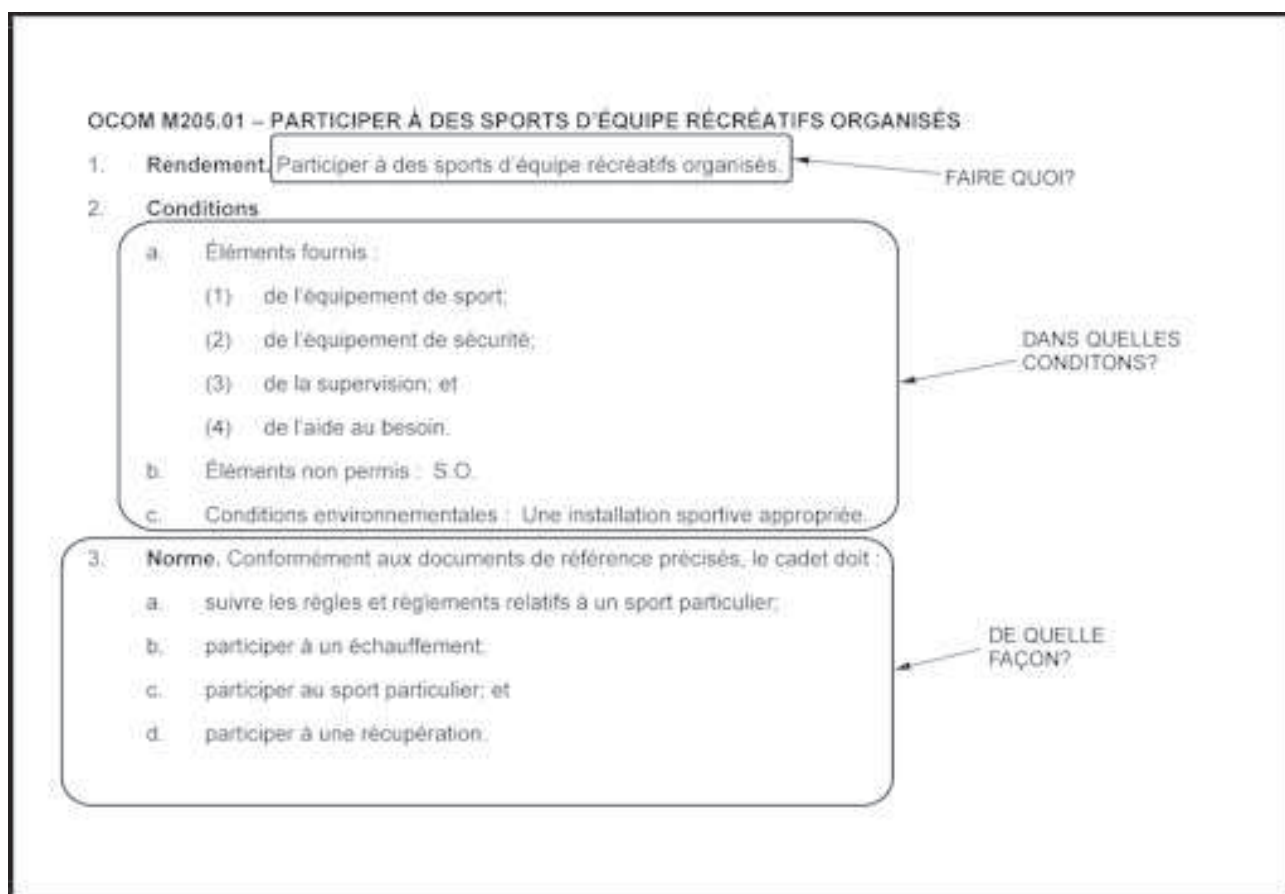 OCOM M205.01 – PARTICIPER À DES SPORTS D'ÉQUIPE RÉCRÉATIFS ORGANISÉS
1. Rendement. Participer à des sports d'équipe récréatifs organisés.
FAIRE QUOI?
2. Conditions
a. Éléments fournis :
(1) de l'équipement de sport;
(2) de l'équipement de sécurité;
(3) de la supervision; et
(4) de l'aide au besoin.
DANS QUELLES
CONDITONS?
b. Éléments non permis : S.O.
c. Conditions environnementales : Une installation sportive appropriée.
3. Norme. Conformément aux documents de référence précisés, le cadet doit :
a. suivre les règles et règlements relatifs à un sport particulier;
b. participer à un échauffement;
c. participer au sport particulier; et
d. participer à une récupération.
DE QUELLE
FAÇON?